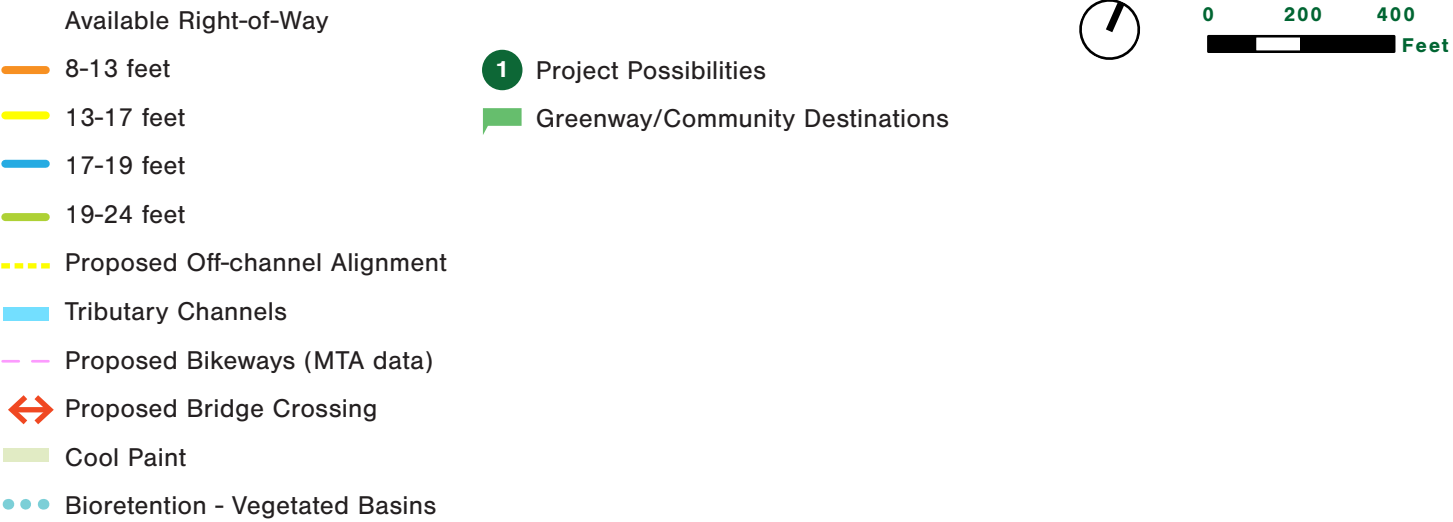 Available Right-of-Way
8-13 feet
13-17 feet
17-19 feet
19-24 feet
Proposed Off-channel Alignment
Tributary Channels
Proposed Bikeways (MTA data)
Proposed Bridge Crossing
Cool Paint
Bioretention - Vegetated Basins
1 Project Possibilities
Greenway/Community Destinations
0 200 400
Feet